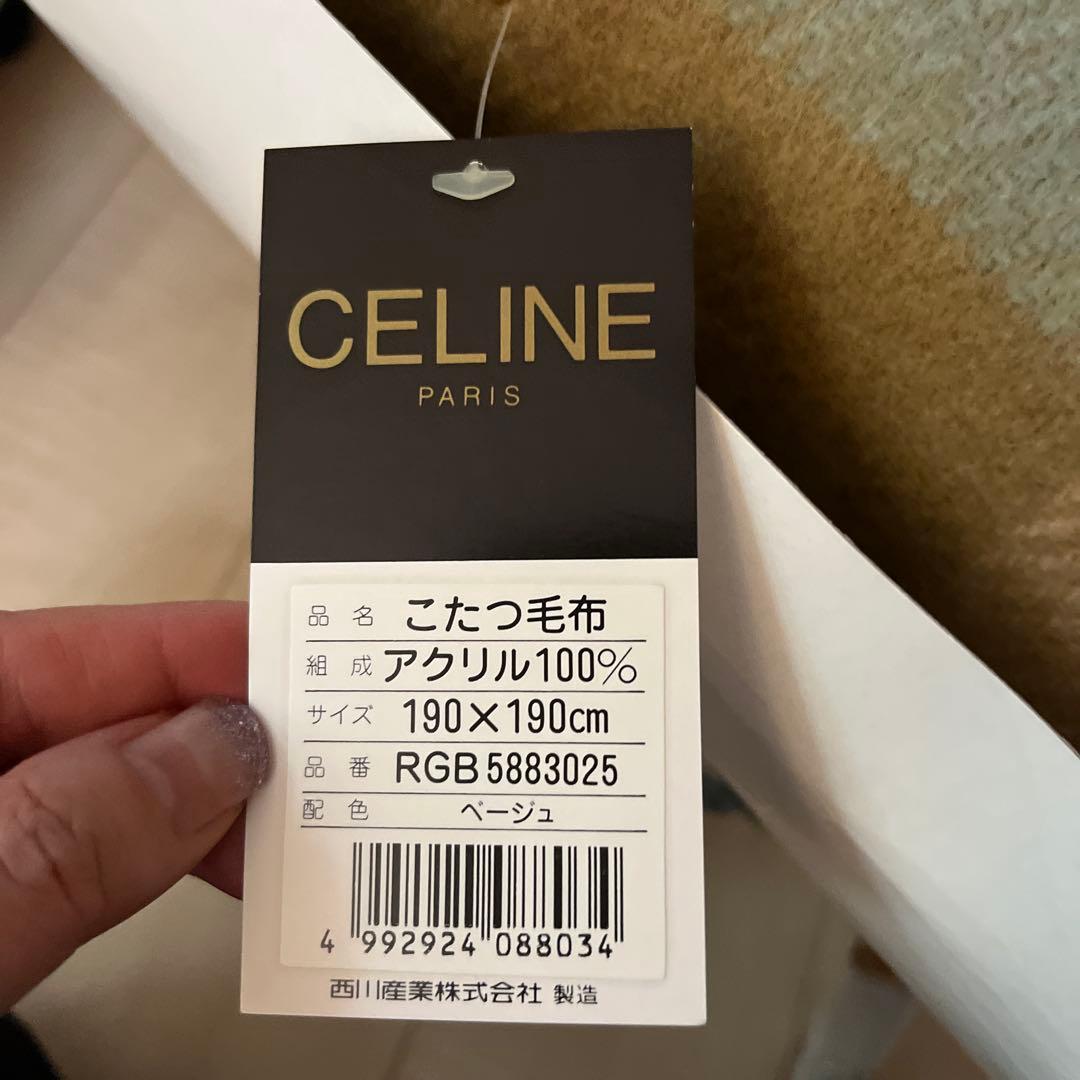 CELINE
PARIS
品名 こたつ毛布
組成 アクリル100%
サイズ 190×190cm
品番 RGB5883025
配色 ベージュ
4 992924 088034
西川産業株式会社 製造